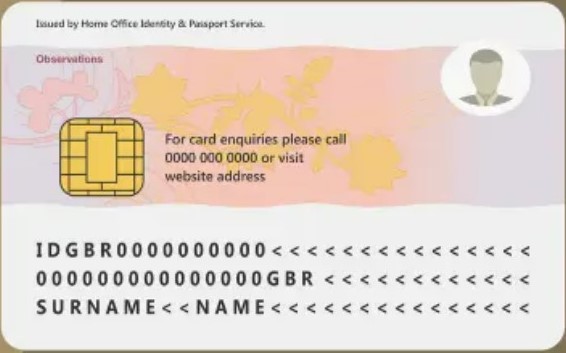 Issued by Home Office Identity & Passport Service.
Observations
For card enquiries please call
0000 000 0000 or visit
website address
IDGBR0000000000<<<<<<<<<<<<<<<
000000000000000GBR<<<<<<<<<<<<
SURNAME<<NAME<<<<<<<<<<<<<<<